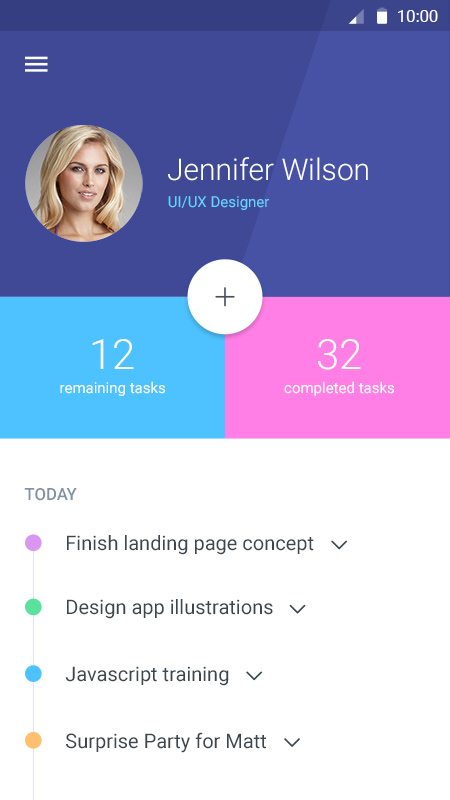 10:00
Jennifer Wilson
UI/UX Designer
12
remaining tasks
32
completed tasks
TODAY
Finish landing page concept
Design app illustrations
Javascript training
Surprise Party for Matt